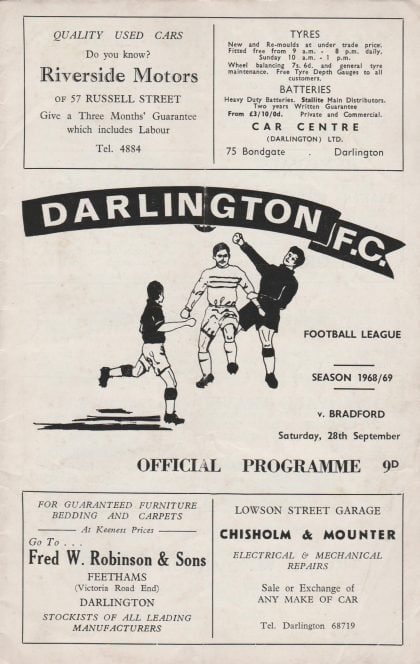 QUALITY USED CARS
Do you know?
Riverside Motors
OF 57 RUSSELL STREET
Give a Three Months' Guarantee
which includes Labour
Tel. 4884
TYRES
New and Re-moulds at under trade price.
Fitted free from 9 a.m. - 8 p.m. daily,
Sunday 10 a.m. - 1 p.m.
Wheel balancing 7s. 6d. and general tyre
maintenance. Free Tyre Depth Gauges to all
customers.
BATTERIES
Heavy Duty Batteries. Stallite Main Distributors.
Two years Written Guarantee
From £3/10/0d. Private and Commercial.
CAR CENTRE
(DARLINGTON) LTD.
75 Bondgate . Darlington
DARLINGTON F.C.
FOOTBALL LEAGUE
SEASON 1968/69
v. BRADFORD
Saturday, 28th September
OFFICIAL PROGRAMME 9D
FOR GUARANTEED FURNITURE
BEDDING AND CARPETS
At Keenest Prices
Go To . . .
Fred W. Robinson & Sons
FEETHAMS
(Victoria Road End)
DARLINGTON
STOCKISTS OF ALL LEADING
MANUFACTURERS
LOWSON STREET GARAGE
CHISHOLM & MOUNTER
ELECTRICAL & MECHANICAL
REPAIRS
Sale or Exchange of
ANY MAKE OF CAR
Tel. Darlington 68719